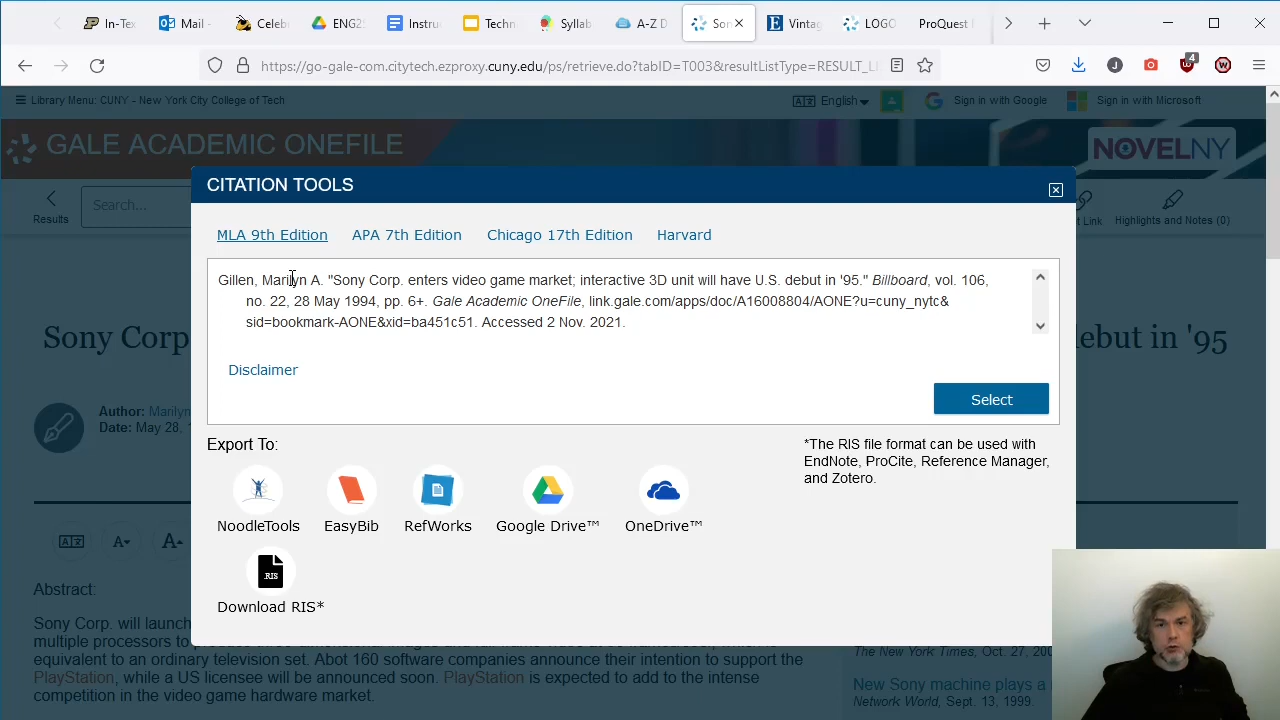 In-Tex
Mail -
Celeb
ENG2
Instru
Techn
Syllab
A-Z D
Son
Vintag
LOGO
ProQuest
https://go-gale-com.citytech.ezproxy.cuny.edu/ps/retrieve.do?tabID=T003&resultListType=RESULT_LI
J
4
W
Library Menu: CUNY - New York City College of Tech
English
Sign in with Google
Sign in with Microsoft
GALE ACADEMIC ONEFILE
NOVELNY
Results
Search...
Link
Highlights and Notes (0)
CITATION TOOLS
MLA 9th Edition
APA 7th Edition
Chicago 17th Edition
Harvard
Gillen, Marilyn A. "Sony Corp. enters video game market; interactive 3D unit will have U.S. debut in '95." Billboard, vol. 106,
no. 22, 28 May 1994, pp. 6+. Gale Academic OneFile, link.gale.com/apps/doc/A16008804/AONE?u=cuny_nytc&
sid=bookmark-AONE&xid=ba451c51. Accessed 2 Nov. 2021.
Disclaimer
Select
Sony Corp
ebut in '95
Author: Marilyn
Date: May 28,
Export To:
*The RIS file format can be used with
EndNote, ProCite, Reference Manager,
and Zotero.
NoodleTools
EasyBib
RefWorks
Google Drive™
OneDrive™
.RIS
Download RIS*
Abstract:
Sony Corp. will launch
multiple processors to
equivalent to an ordinary television set. Abot 160 software companies announce their intention to support the
PlayStation, while a US licensee will be announced soon. PlayStation is expected to add to the intense
competition in the video game hardware market.
The New York Times, Oct. 27, 200
New Sony machine plays a
Network World, Sept. 13, 1999.